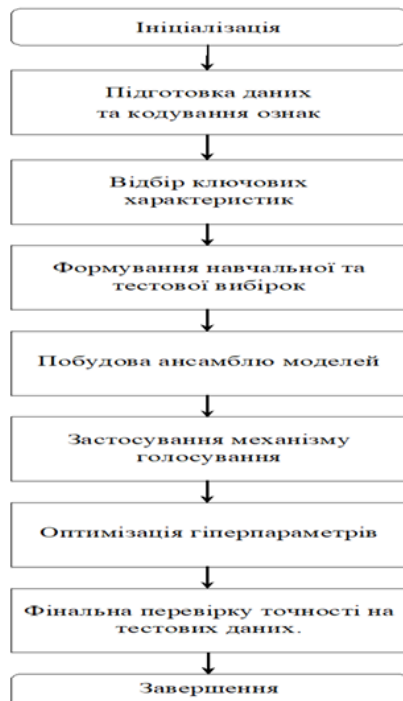 Ініціалізація
Підготовка даних
та кодування ознак
Відбір ключових
характеристик
Формування навчальної та
тестової вибірок
Побудова ансамблю моделей
Застосування механізму
голосування
Оптимізація гіперпараметрів
Фінальна перевірку точності на
тестових даних.
Завершення